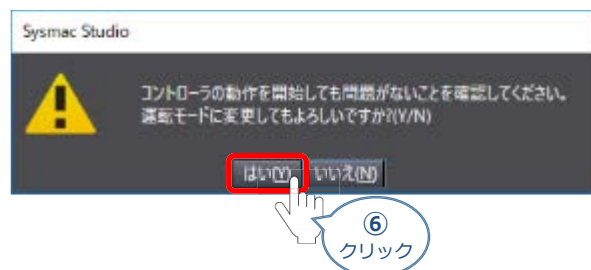 Sysmac Studio
コントローラの動作を開始しても問題がないことを確認してください。
運転モードに変更してもよろしいですか?(Y/N)
はい(Y) いいえ(N)
⑥
クリック